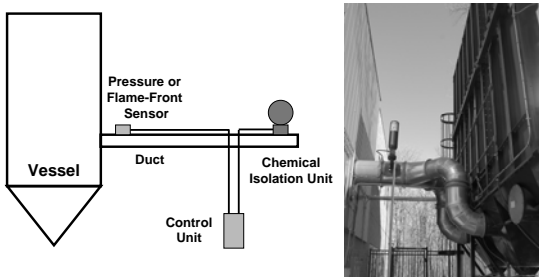 Pressure or
Flame-Front
Sensor
Vessel
Duct
Chemical
Isolation Unit
Control
Unit